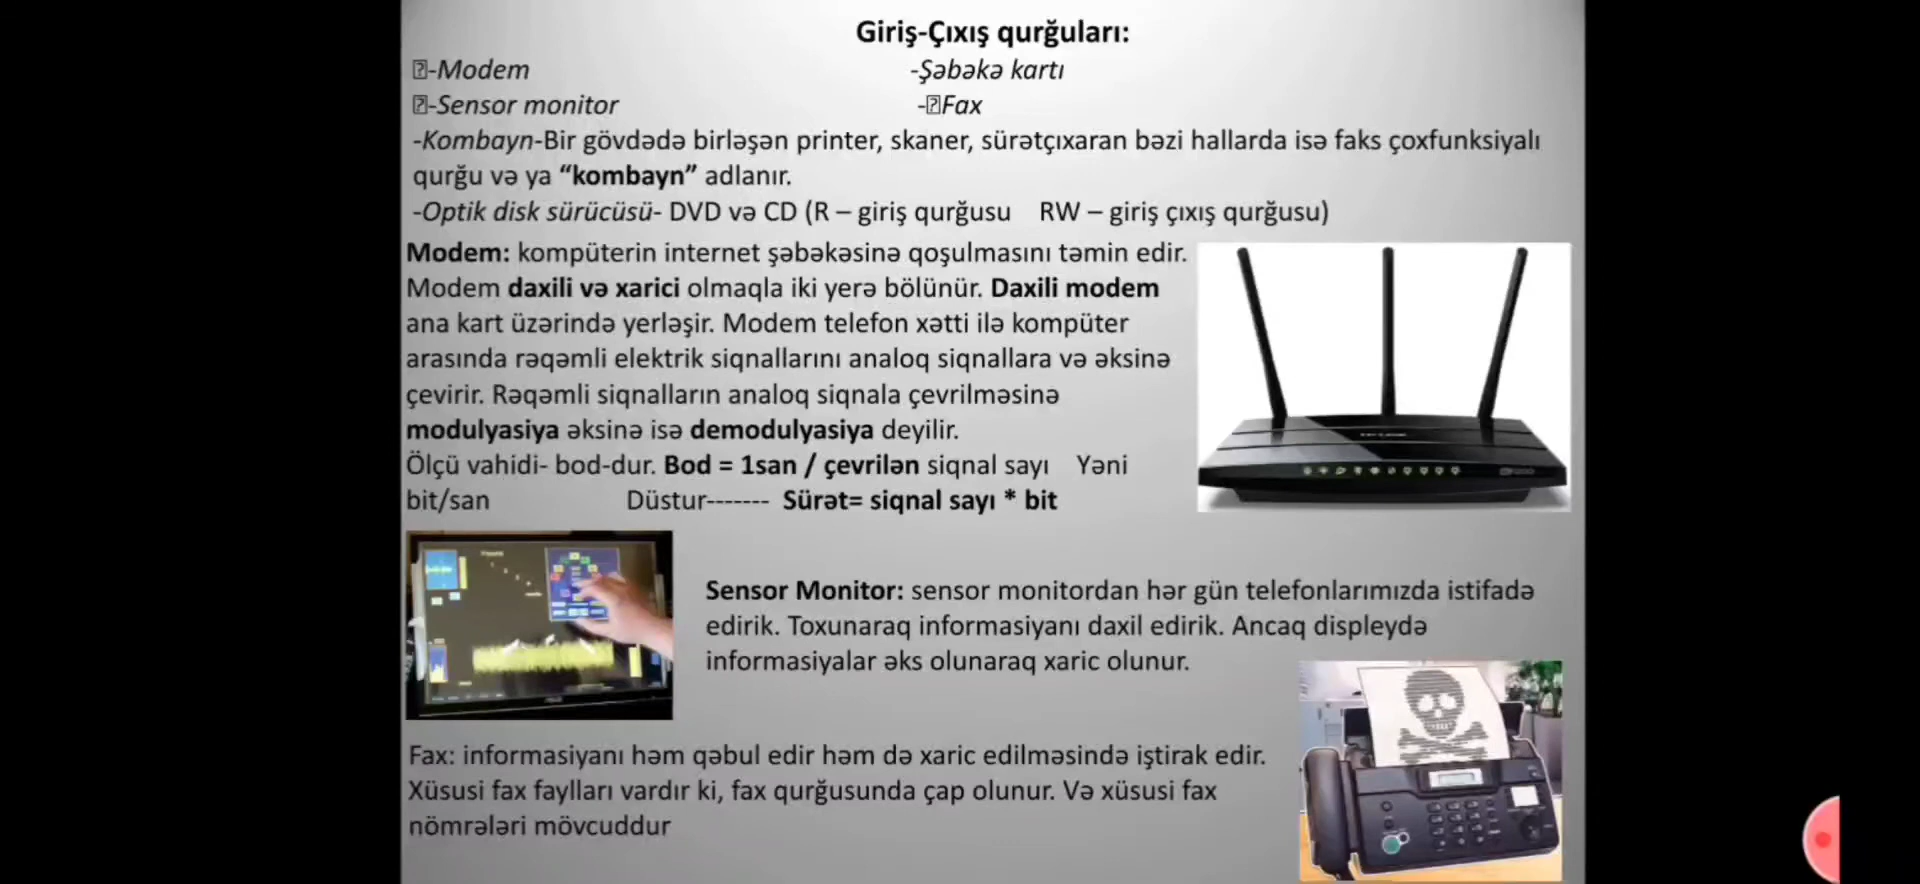 Giriş-Çıxış qurğuları:
-Modem -Şəbəkə kartı
-Sensor monitor -Fax
-Kombayn-Bir gövdədə birləşən printer, skaner, sürətçıxaran bəzi hallarda isə faks çoxfunksiyalı
qurğu və ya “kombayn” adlanır.
-Optik disk sürücüsü- DVD və CD (R – giriş qurğusu RW – giriş çıxış qurğusu)
Modem: kompüterin internet şəbəkəsinə qoşulmasını təmin edir.
Modem daxili və xarici olmaqla iki yerə bölünür. Daxili modem
ana kart üzərində yerləşir. Modem telefon xətti ilə kompüter
arasında rəqəmli elektrik siqnallarını analoq siqnallara və əksinə
çevirir. Rəqəmli siqnalların analoq siqnala çevrilməsinə
modulyasiya əksinə isə demodulyasiya deyilir.
Ölçü vahidi- bod-dur. Bod = 1san / çevrilən siqnal sayı Yəni
bit/san Düstur------- Sürət= siqnal sayı * bit
Sensor Monitor: sensor monitordan hər gün telefonlarımızda istifadə
edirik. Toxunaraq informasiyanı daxil edirik. Ancaq displeydə
informasiyalar əks olunaraq xaric olunur.
Fax: informasiyanı həm qəbul edir həm də xaric edilməsində iştirak edir.
Xüsusi fax faylları vardır ki, fax qurğusunda çap olunur. Və xüsusi fax
nömrələri mövcuddur